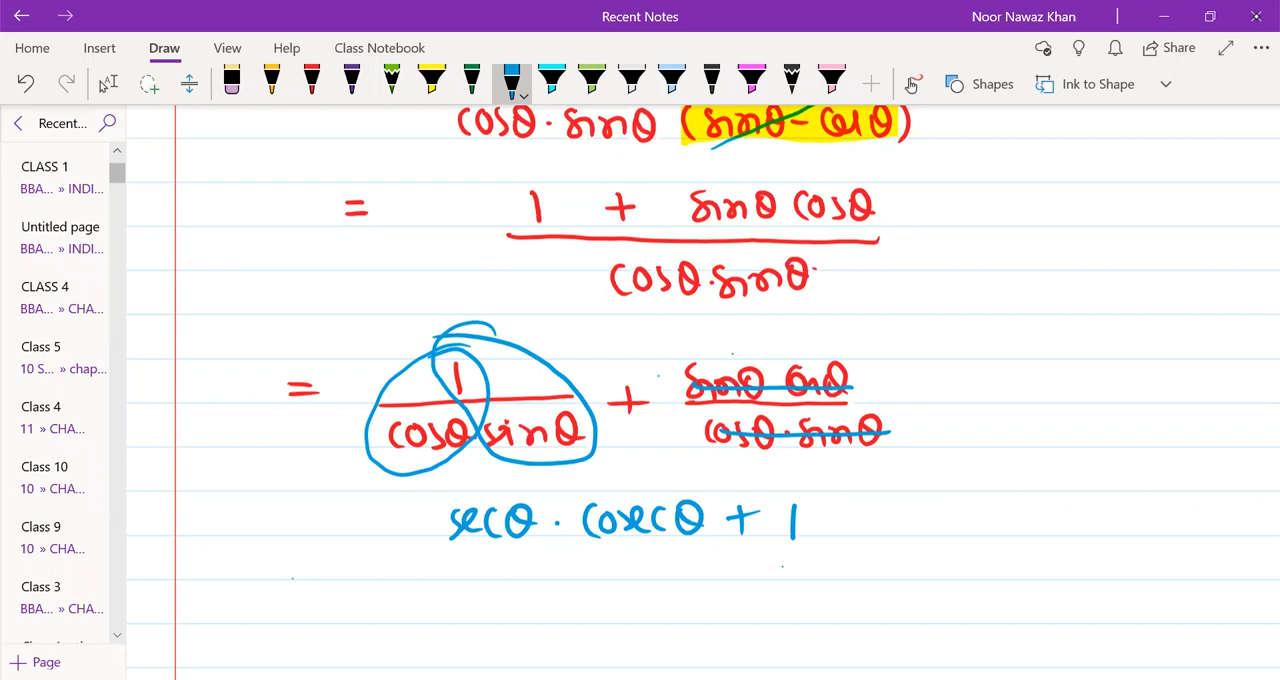 Recent Notes
Noor Nawaz Khan
Home Insert Draw View Help Class Notebook
Share
Shapes
Ink to Shape
Recent...
CLASS 1
BBA... » INDI...
Untitled page
BBA... » INDI...
CLASS 4
BBA... » CHA...
Class 5
10 S... » chap...
Class 4
11 » CHA...
Class 10
10 » CHA...
Class 9
10 » CHA...
Class 3
BBA... » CHA...
Page
cosθ · sinθ (sinθ - cosθ)
= 1 + sinθ cosθ
cosθ · sinθ
= 1 + sinθ cosθ
cosθ sinθ cosθ · sinθ
secθ · cosecθ + 1